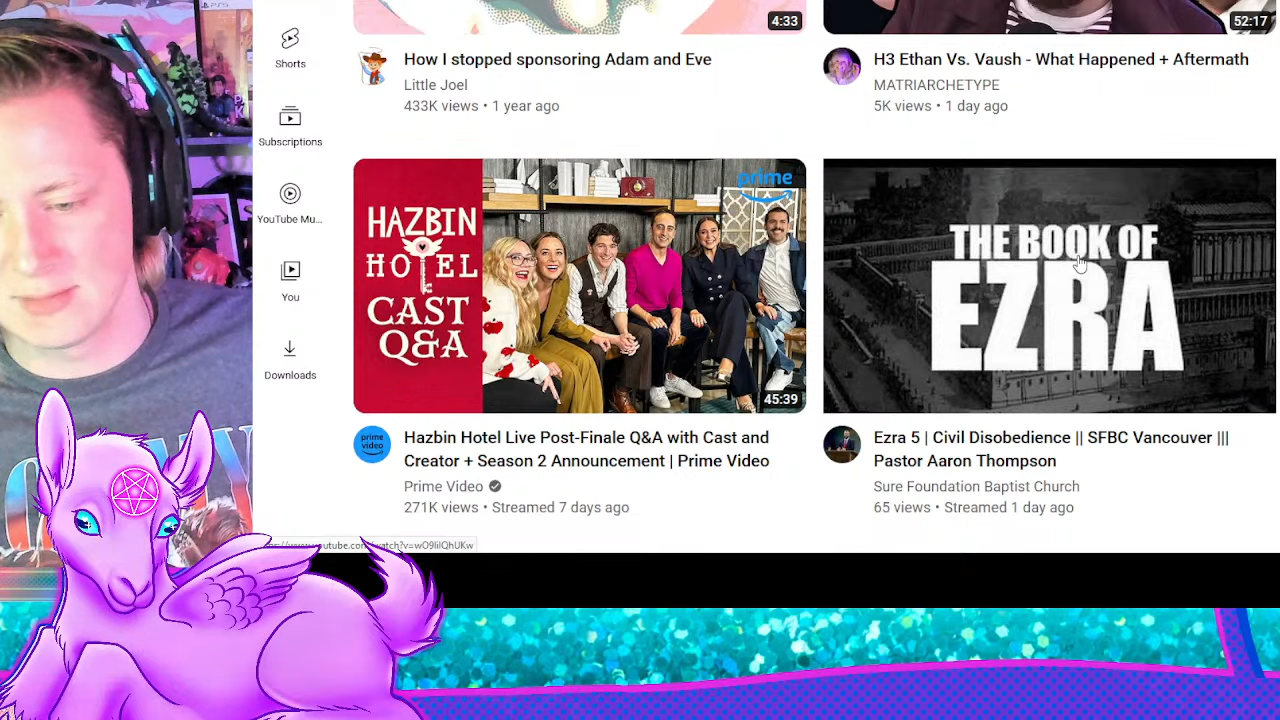 4:33
52:17
Shorts
How I stopped sponsoring Adam and Eve
Little Joel
433K views • 1 year ago
H3 Ethan Vs. Vaush - What Happened + Aftermath
MATRIARCHETYPE
5K views • 1 day ago
Subscriptions
YouTube Mu...
You
Downloads
HAZBIN
HOTEL
CAST
Q&A
prime
45:39
THE BOOK OF
EZRA
prime
video
Hazbin Hotel Live Post-Finale Q&A with Cast and
Creator + Season 2 Announcement | Prime Video
Prime Video
271K views • Streamed 7 days ago
Ezra 5 | Civil Disobedience || SFBC Vancouver |||
Pastor Aaron Thompson
Sure Foundation Baptist Church
65 views • Streamed 1 day ago